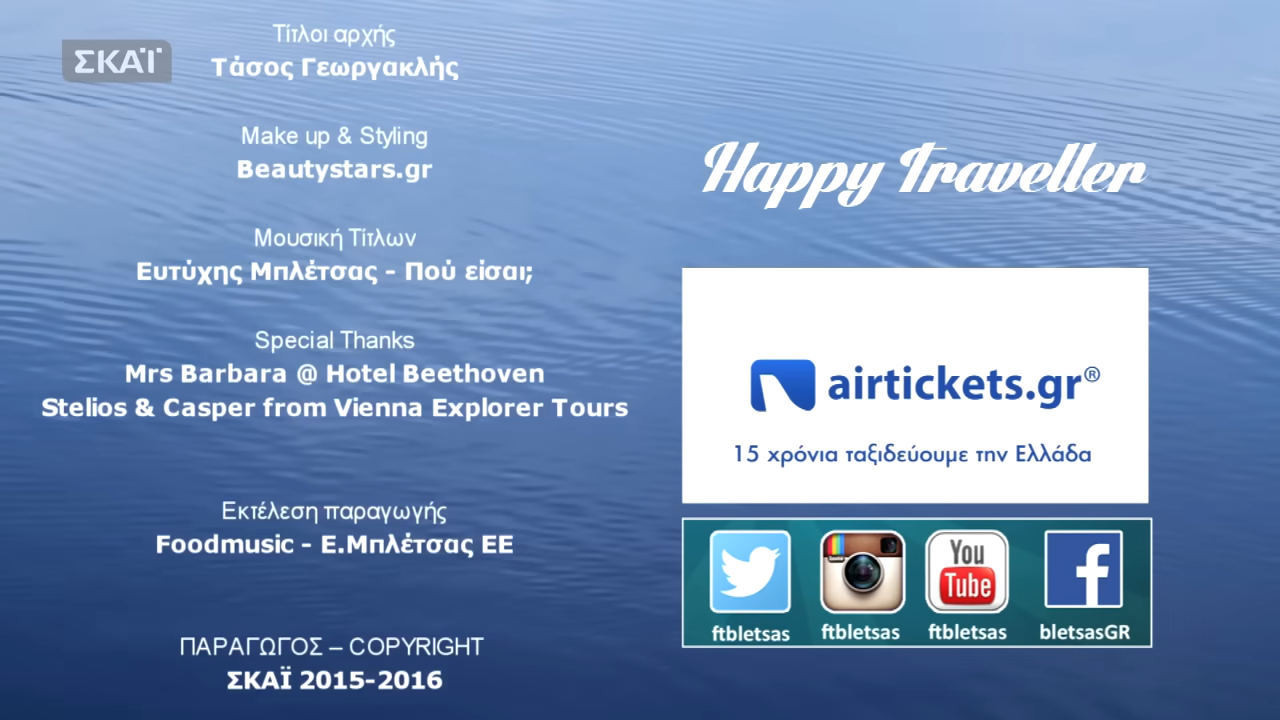 ΣΚΑΪ
Τίτλοι αρχής
Τάσος Γεωργακλής
Make up & Styling
Beautystars.gr
Μουσική Τίτλων
Ευτύχης Μπλέτσας - Πού είσαι;
Special Thanks
Mrs Barbara @ Hotel Beethoven
Stelios & Casper from Vienna Explorer Tours
Εκτέλεση παραγωγής
Foodmusic - Ε.Μπλέτσας ΕΕ
ΠΑΡΑΓΩΓΟΣ – COPYRIGHT
ΣΚΑΪ 2015-2016
Happy Traveller
airtickets.gr®
15 χρόνια ταξιδεύουμε την Ελλάδα
You
Tube
ftbletsas ftbletsas ftbletsas bletsasGR